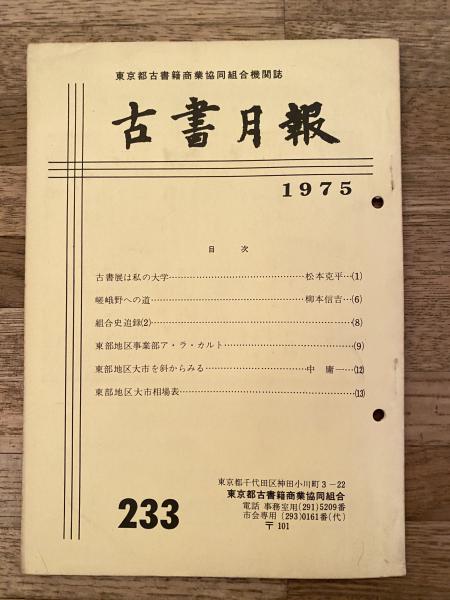 東京都古書籍商業協同組合機関誌
古書月報
1975
目 次
古書展は私の大学……………………………………松本克平…(1)
嵯峨野への道…………………………………………柳本信吉…(6)
組合史追録(2)……………………………………………………(8)
東部地区事業部ア・ラ・カルト…………………………………(9)
東部地区大市を斜からみる……………………中 庸一…(12)
東部地区大市相場表………………………………………………(13)
東京都千代田区神田小川町3-22
東京都古書籍商業協同組合
電話 事務室用(291)5209番
市会専用(293)0161番(代)
〒101
233